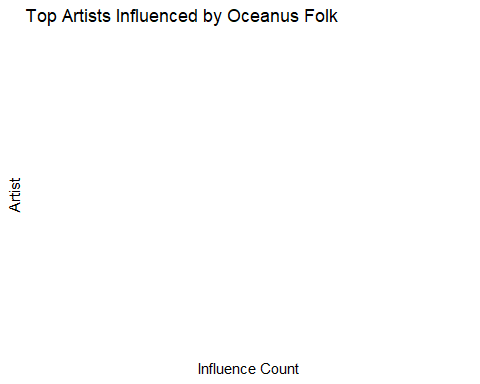 Top Artists Influenced by Oceanus Folk
Artist
Influence Count